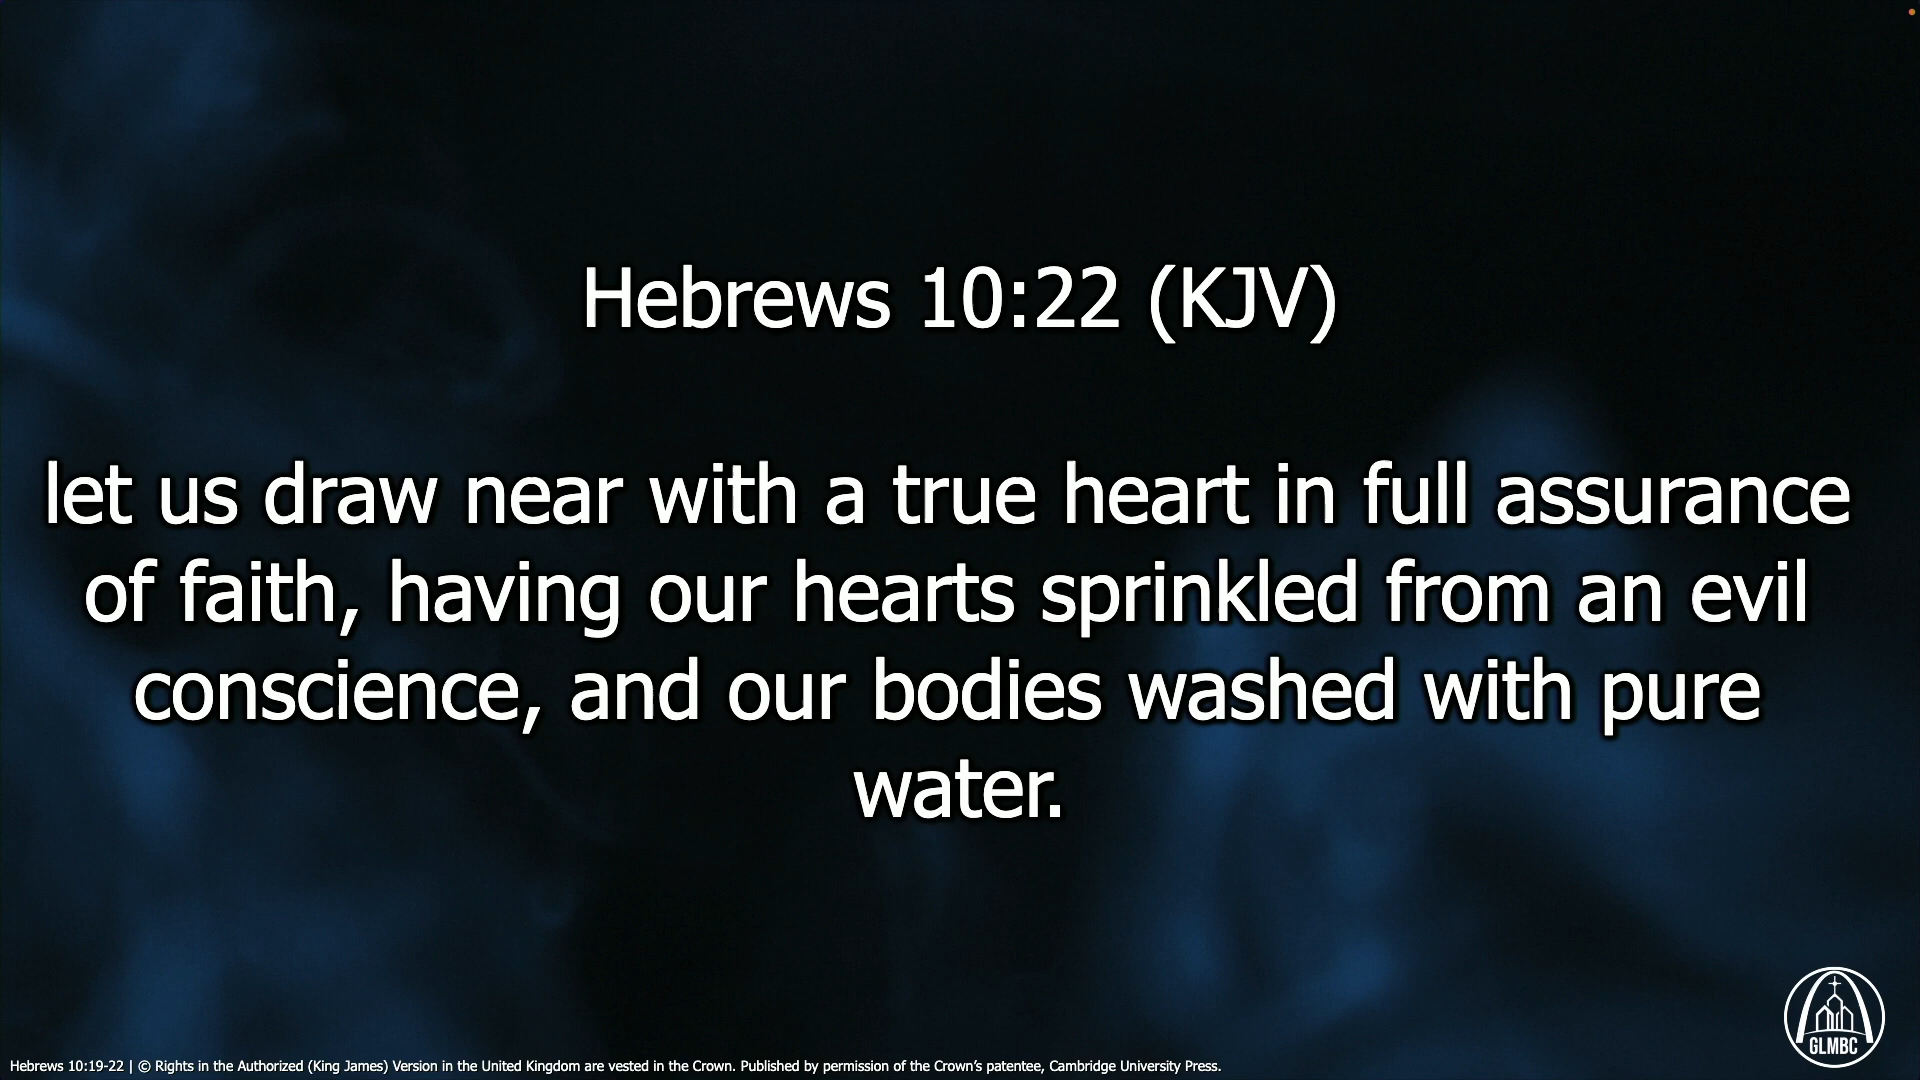 Hebrews 10:22 (KJV)
let us draw near with a true heart in full assurance
of faith, having our hearts sprinkled from an evil
conscience, and our bodies washed with pure
water.
GLMBC
Hebrews 10:19-22 | © Rights in the Authorized (King James) Version in the United Kingdom are vested in the Crown. Published by permission of the Crown’s patentee, Cambridge University Press.